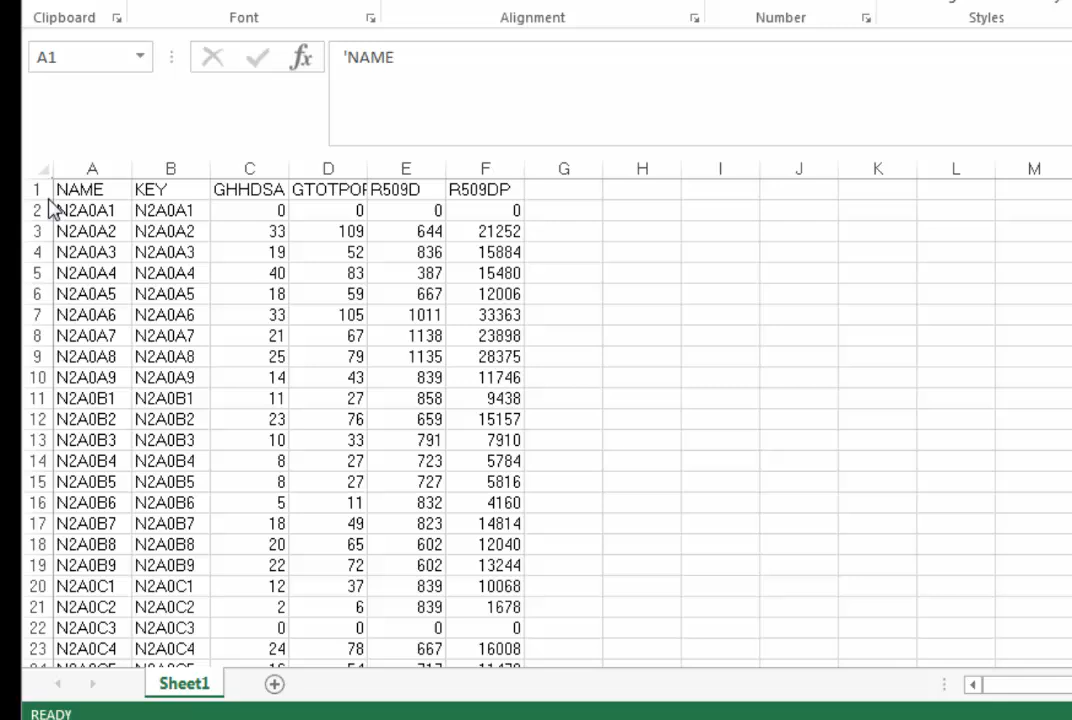 Clipboard Font Alignment Number Styles
A1 fx 'NAME
A B C D E F G H I J K L M
1 NAME KEY GHHDSA GTOTPOF R509D R509DP
2 N2A0A1 N2A0A1 0 0 0 0
3 N2A0A2 N2A0A2 33 109 644 21252
4 N2A0A3 N2A0A3 19 52 836 15884
5 N2A0A4 N2A0A4 40 83 387 15480
6 N2A0A5 N2A0A5 18 59 667 12006
7 N2A0A6 N2A0A6 33 105 1011 33363
8 N2A0A7 N2A0A7 21 67 1138 23898
9 N2A0A8 N2A0A8 25 79 1135 28375
10 N2A0A9 N2A0A9 14 43 839 11746
11 N2A0B1 N2A0B1 11 27 858 9438
12 N2A0B2 N2A0B2 23 76 659 15157
13 N2A0B3 N2A0B3 10 33 791 7910
14 N2A0B4 N2A0B4 8 27 723 5784
15 N2A0B5 N2A0B5 8 27 727 5816
16 N2A0B6 N2A0B6 5 11 832 4160
17 N2A0B7 N2A0B7 18 49 823 14814
18 N2A0B8 N2A0B8 20 65 602 12040
19 N2A0B9 N2A0B9 22 72 602 13244
20 N2A0C1 N2A0C1 12 37 839 10068
21 N2A0C2 N2A0C2 2 6 839 1678
22 N2A0C3 N2A0C3 0 0 0 0
23 N2A0C4 N2A0C4 24 78 667 16008
Sheet1
READY